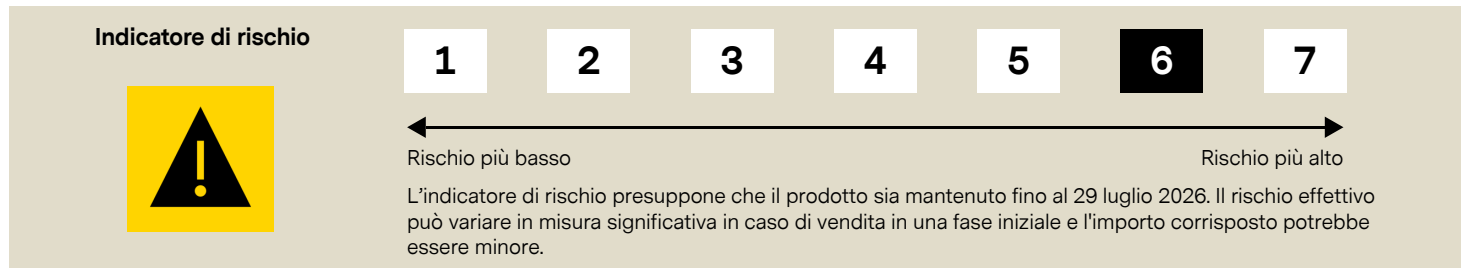 Indicatore di rischio
1 2 3 4 5 6 7
Rischio più basso Rischio più alto
L'indicatore di rischio presuppone che il prodotto sia mantenuto fino al 29 luglio 2026. Il rischio effettivo
può variare in misura significativa in caso di vendita in una fase iniziale e l'importo corrisposto potrebbe
essere minore.